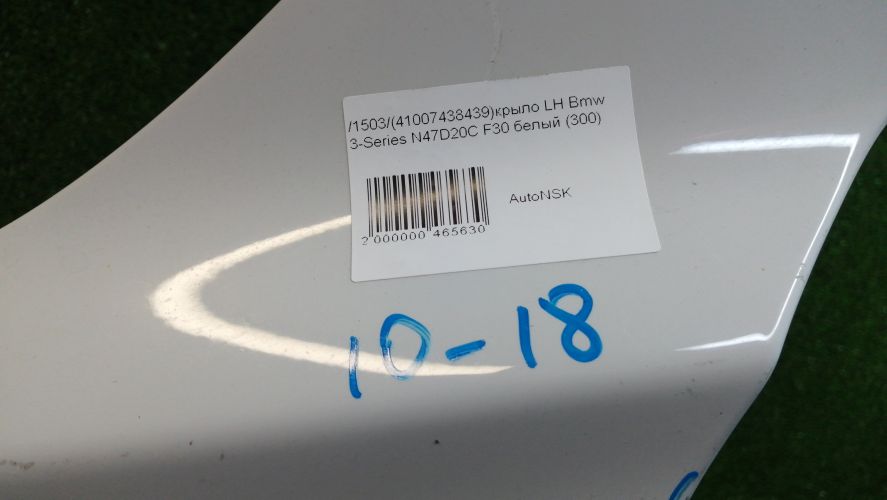 /1503/(41007438439)крыло LH Bmw
3-Series N47D20C F30 белый (300)
AutoNSK
2 000000 465630
10-18